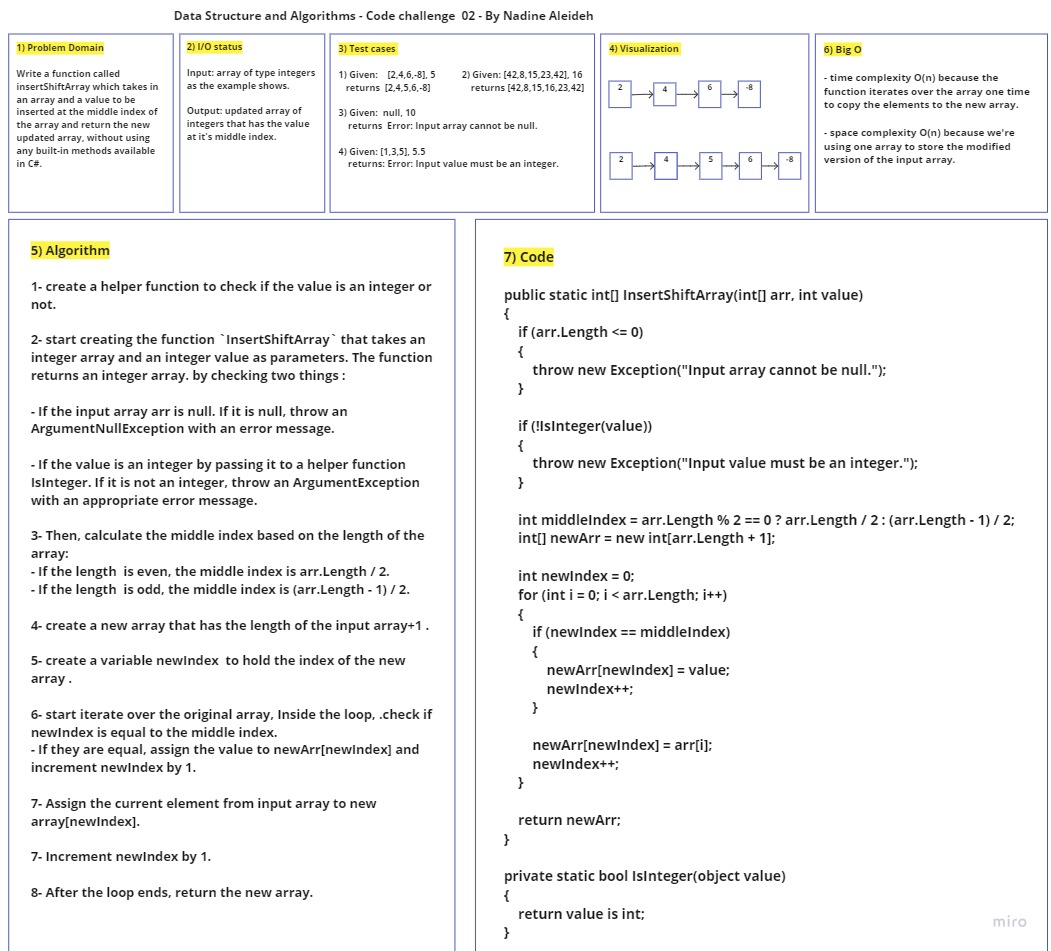 Data Structure and Algorithms - Code challenge  02 - By Nadine Aleideh
1) Problem Domain
Write a function called
insertShiftArray which takes in
an array and a value to be
inserted at the middle index of
the array and return the new
updated array, without using
any built-in methods available
in C#.
2) I/O status
Input: array of type integers
as the example shows.
Output: updated array of
integers that has the value
at it's middle index.
3) Test cases
1) Given:   [2,4,6,-8], 5
returns  [2,4,5,6,-8]
2) Given: [42,8,15,23,42], 16
returns [42,8,15,16,23,42]
3) Given:  null, 10
returns  Error: Input array cannot be null.
4) Given: [1,3,5], 5.5
returns: Error: Input value must be an integer.
4) Visualization
2 4 6 -8
2 4 5 6 -8
6) Big O
- time complexity O(n) because the
function iterates over the array one time
to copy the elements to the new array.
- space complexity O(n) because we're
using one array to store the modified
version of the input array.
5) Algorithm
1- create a helper function to check if the value is an integer or
not.
2- start creating the function `InsertShiftArray` that takes an
integer array and an integer value as parameters. The function
returns an integer array. by checking two things :
- If the input array arr is null. If it is null, throw an
ArgumentNullException with an error message.
- If the value is an integer by passing it to a helper function
IsInteger. If it is not an integer, throw an ArgumentException
with an appropriate error message.
3- Then, calculate the middle index based on the length of the
array:
- If the length  is even, the middle index is arr.Length / 2.
- If the length  is odd, the middle index is (arr.Length - 1) / 2.
4- create a new array that has the length of the input array+1 .
5- create a variable newIndex  to hold the index of the new
array .
6- start iterate over the original array, Inside the loop, .check if
newIndex is equal to the middle index.
- If they are equal, assign the value to newArr[newIndex] and
increment newIndex by 1.
7- Assign the current element from input array to new
array[newIndex].
7- Increment newIndex by 1.
8- After the loop ends, return the new array.
7) Code
public static int[] InsertShiftArray(int[] arr, int value)
{
if (arr.Length <= 0)
{
throw new Exception("Input array cannot be null.");
}
if (!IsInteger(value))
{
throw new Exception("Input value must be an integer.");
}
int middleIndex = arr.Length % 2 == 0 ? arr.Length / 2 : (arr.Length - 1) / 2;
int[] newArr = new int[arr.Length + 1];
int newIndex = 0;
for (int i = 0; i < arr.Length; i++)
{
if (newIndex == middleIndex)
{
newArr[newIndex] = value;
newIndex++;
}
newArr[newIndex] = arr[i];
newIndex++;
}
return newArr;
}
private static bool IsInteger(object value)
{
return value is int;
}
miro